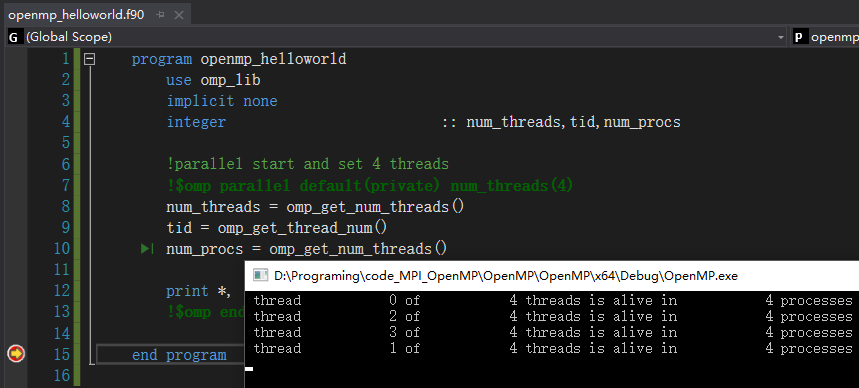 openmp_helloworld.f90
G (Global Scope)
P openmp
1 program openmp_helloworld
2 use omp_lib
3 implicit none
4 integer :: num_threads,tid,num_procs
5
6 !parallel start and set 4 threads
7 !$omp parallel default(private) num_threads(4)
8 num_threads = omp_get_num_threads()
9 tid = omp_get_thread_num()
10 num_procs = omp_get_num_threads()
11
12 print *,
13 !$omp end
14
15 end program
16
D:\Programing\code_MPI_OpenMP\OpenMP\OpenMP\x64\Debug\OpenMP.exe
thread 0 of 4 threads is alive in 4 processes
thread 2 of 4 threads is alive in 4 processes
thread 3 of 4 threads is alive in 4 processes
thread 1 of 4 threads is alive in 4 processes